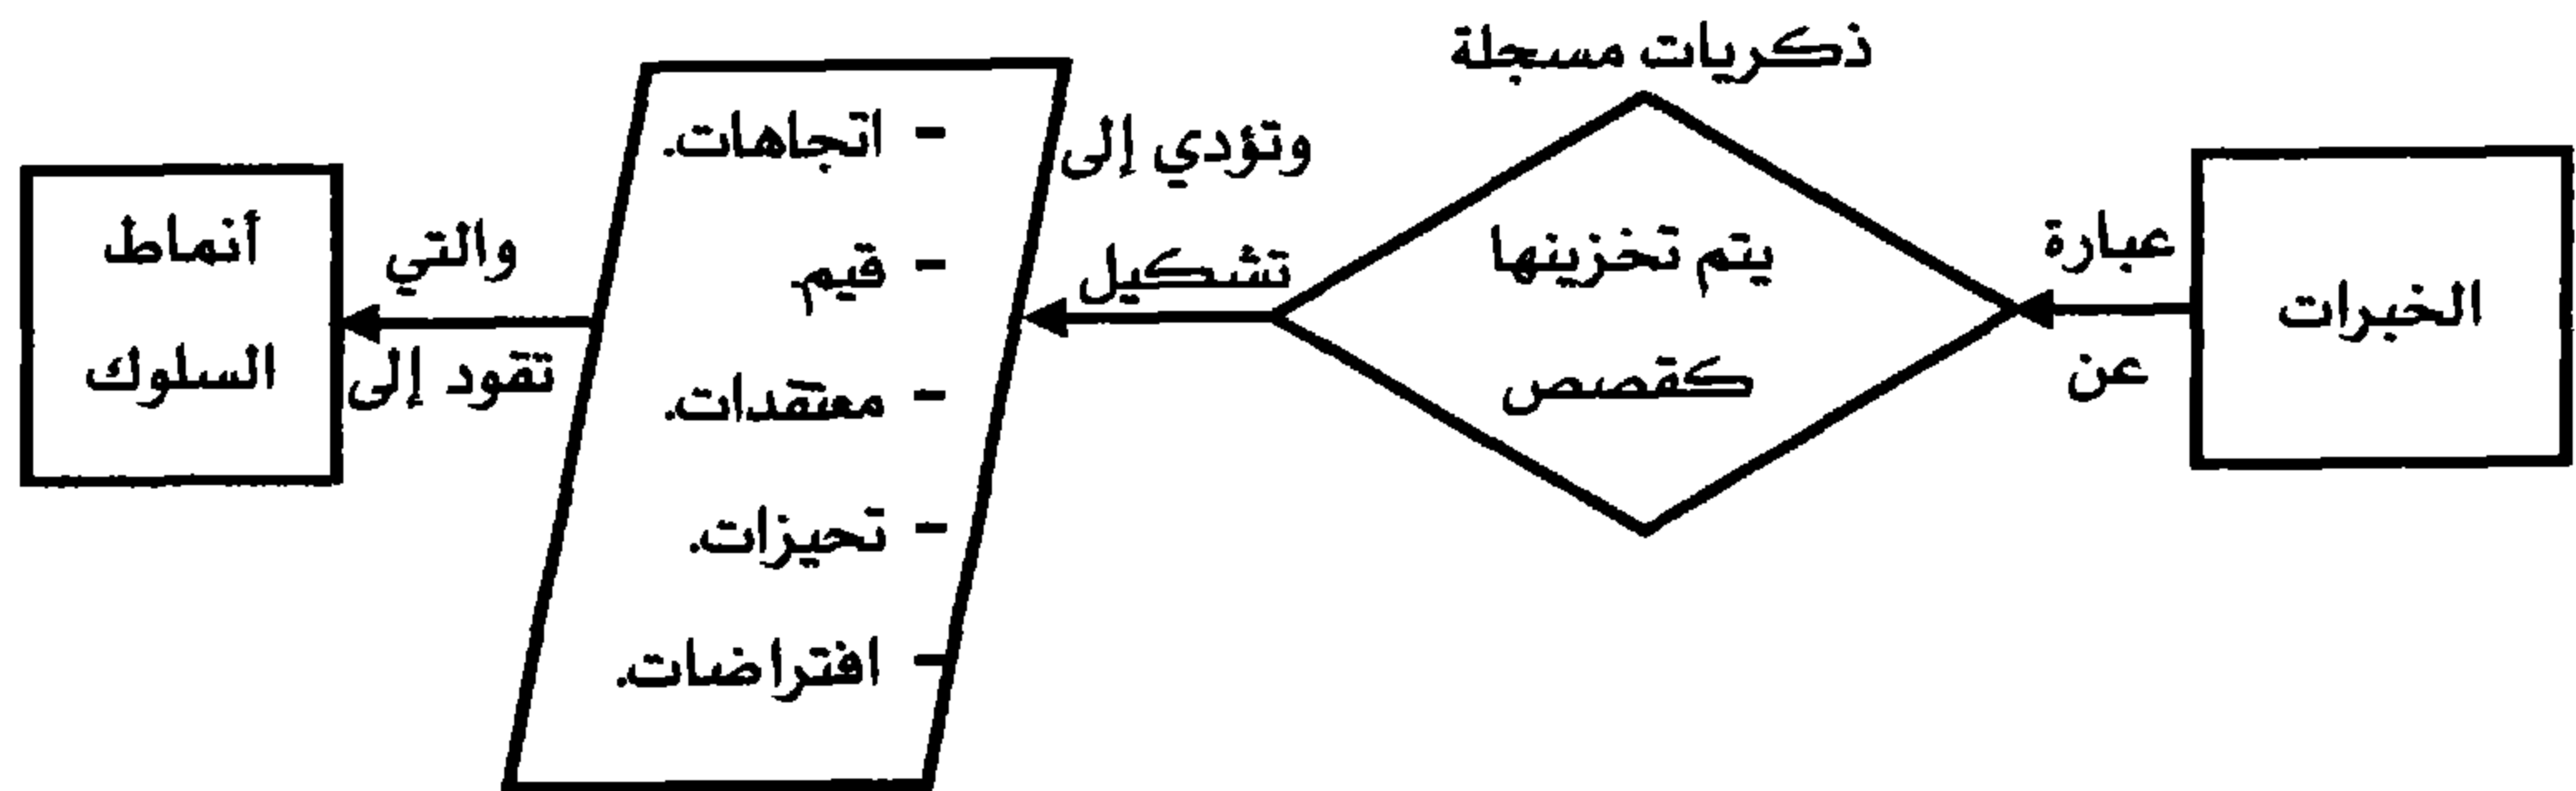 الخبرات
عبارة
عن
ذكريات مسجلة
يتم تخزينها
كقصص
وتؤدي إلى
تشكيل
- اتجاهات.
- قيم.
- معتقدات.
- تحيزات.
- افتراضات.
والتي
تقود إلى
أنماط
السلوك